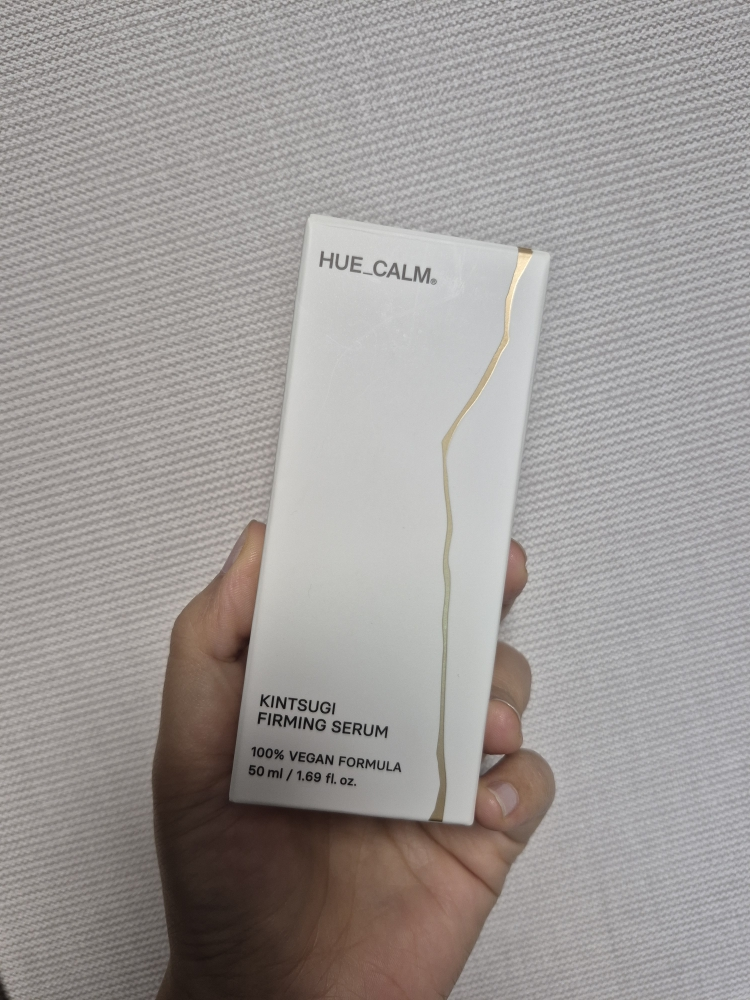 HUE_CALM®
KINTSUGI
FIRMING SERUM
100% VEGAN FORMULA
50 ml / 1.69 fl. oz.